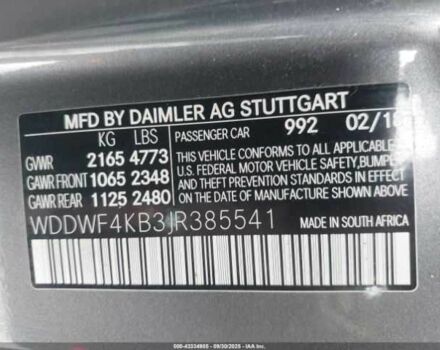 MFD BY DAIMLER AG STUTTGART
KG LBS PASSENGER CAR 992 02/18
GVWR 2165 4773
GAWR FRONT 1065 2348
GAWR REAR 1125 2480
THIS VEHICLE CONFORMS TO ALL APPLICABLE
U.S. FEDERAL MOTOR VEHICLE SAFETY, BUMPER
AND THEFT PREVENTION STANDARDS IN EFFECT
ON THE DATE OF MANUFACTURE SHOWN ABOVE.
WDDWF4KB3JR385541 MADE IN SOUTH AFRICA